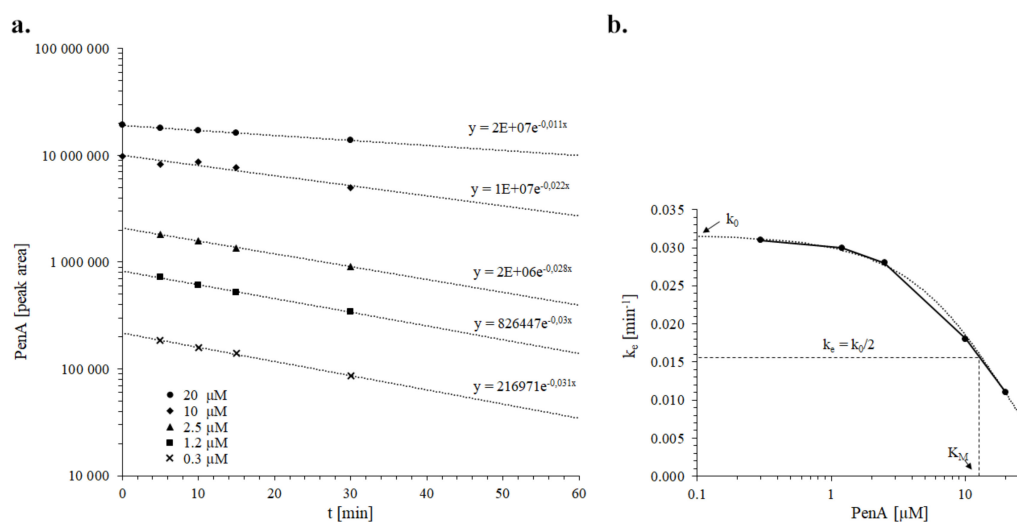 a.
100 000 000
10 000 000
1 000 000
100 000
10 000
PenA [peak area]
y = 2E+07e-0,011x
y = 1E+07e-0,022x
y = 2E+06e-0,028x
y = 826447e-0,03x
y = 216971e-0,031x
20 µM
10 µM
2.5 µM
1.2 µM
0.3 µM
0 10 20 30 40 50 60
t [min]
b.
0.035
0.030
0.025
0.020
0.015
0.010
0.005
0.000
ke [min-1]
k0
ke = k0/2
KM
0.1 1 10
PenA [µM]